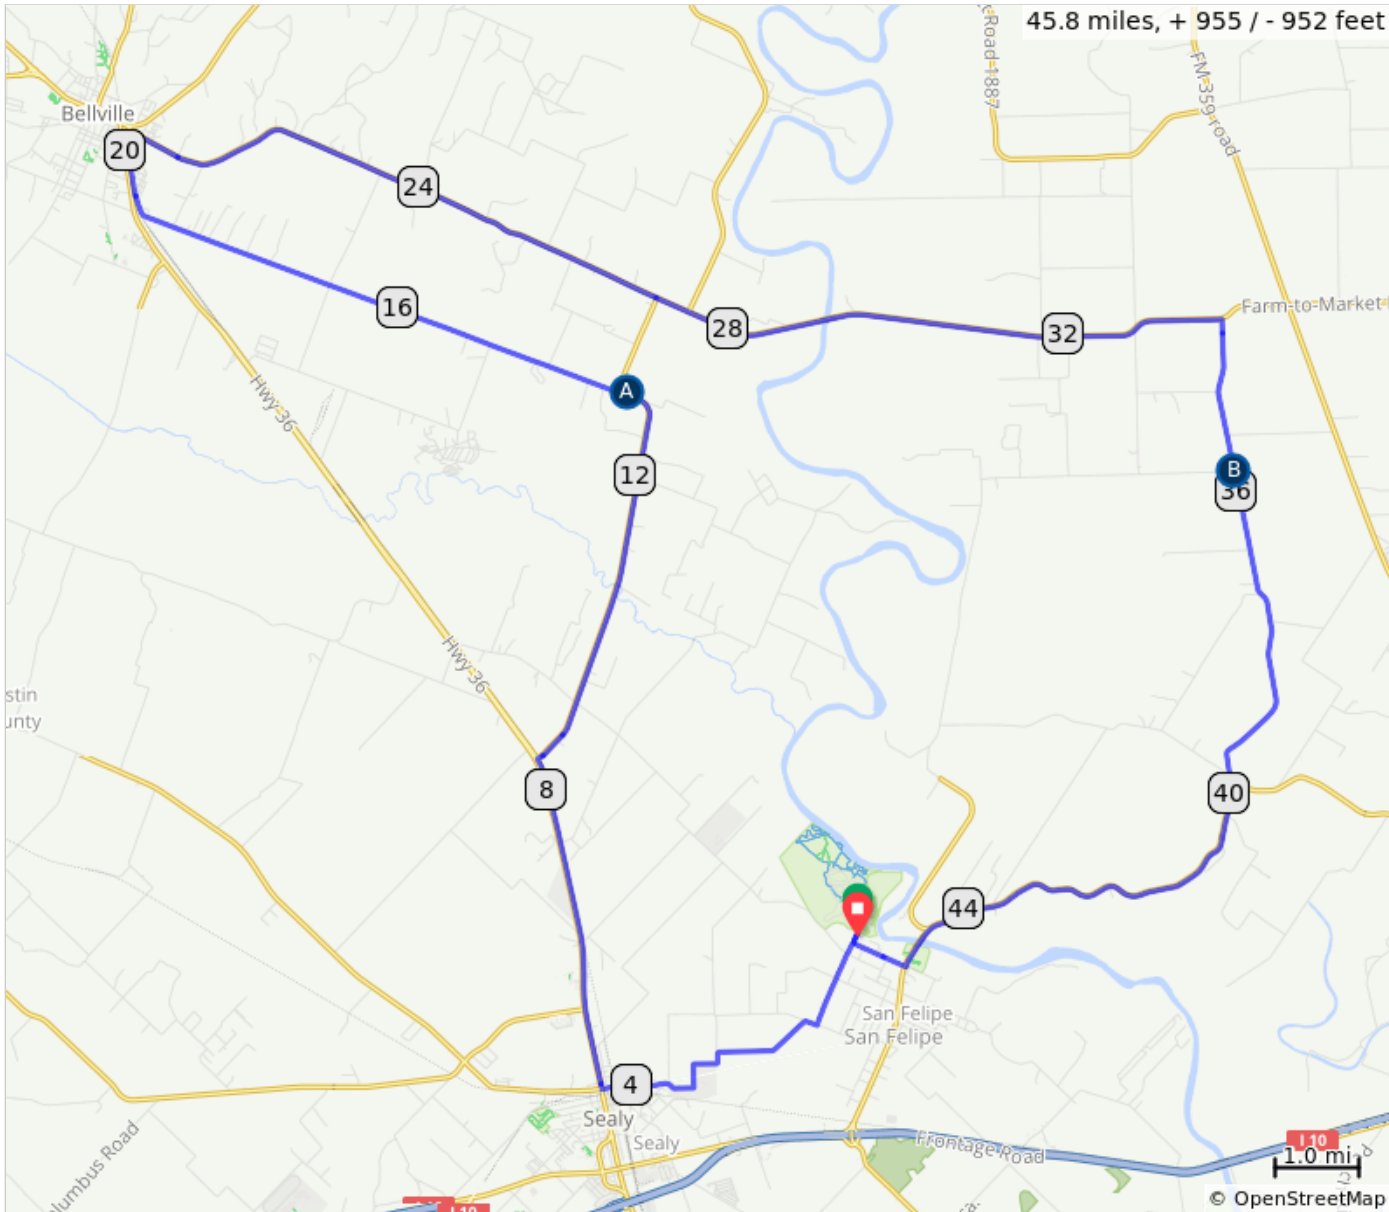 45.8 miles, + 955 / - 952 feet
Road 1887
FM 359 road
Bellville
20
24
16
28
32
Farm-to-Market
A
Hwy 36
12
B
36
Hwy 36
8
40
44
San Felipe
San Felipe
4
Sealy
Sealy
Frontage Road
I 10
1.0 mi
I 10
© OpenStreetMap